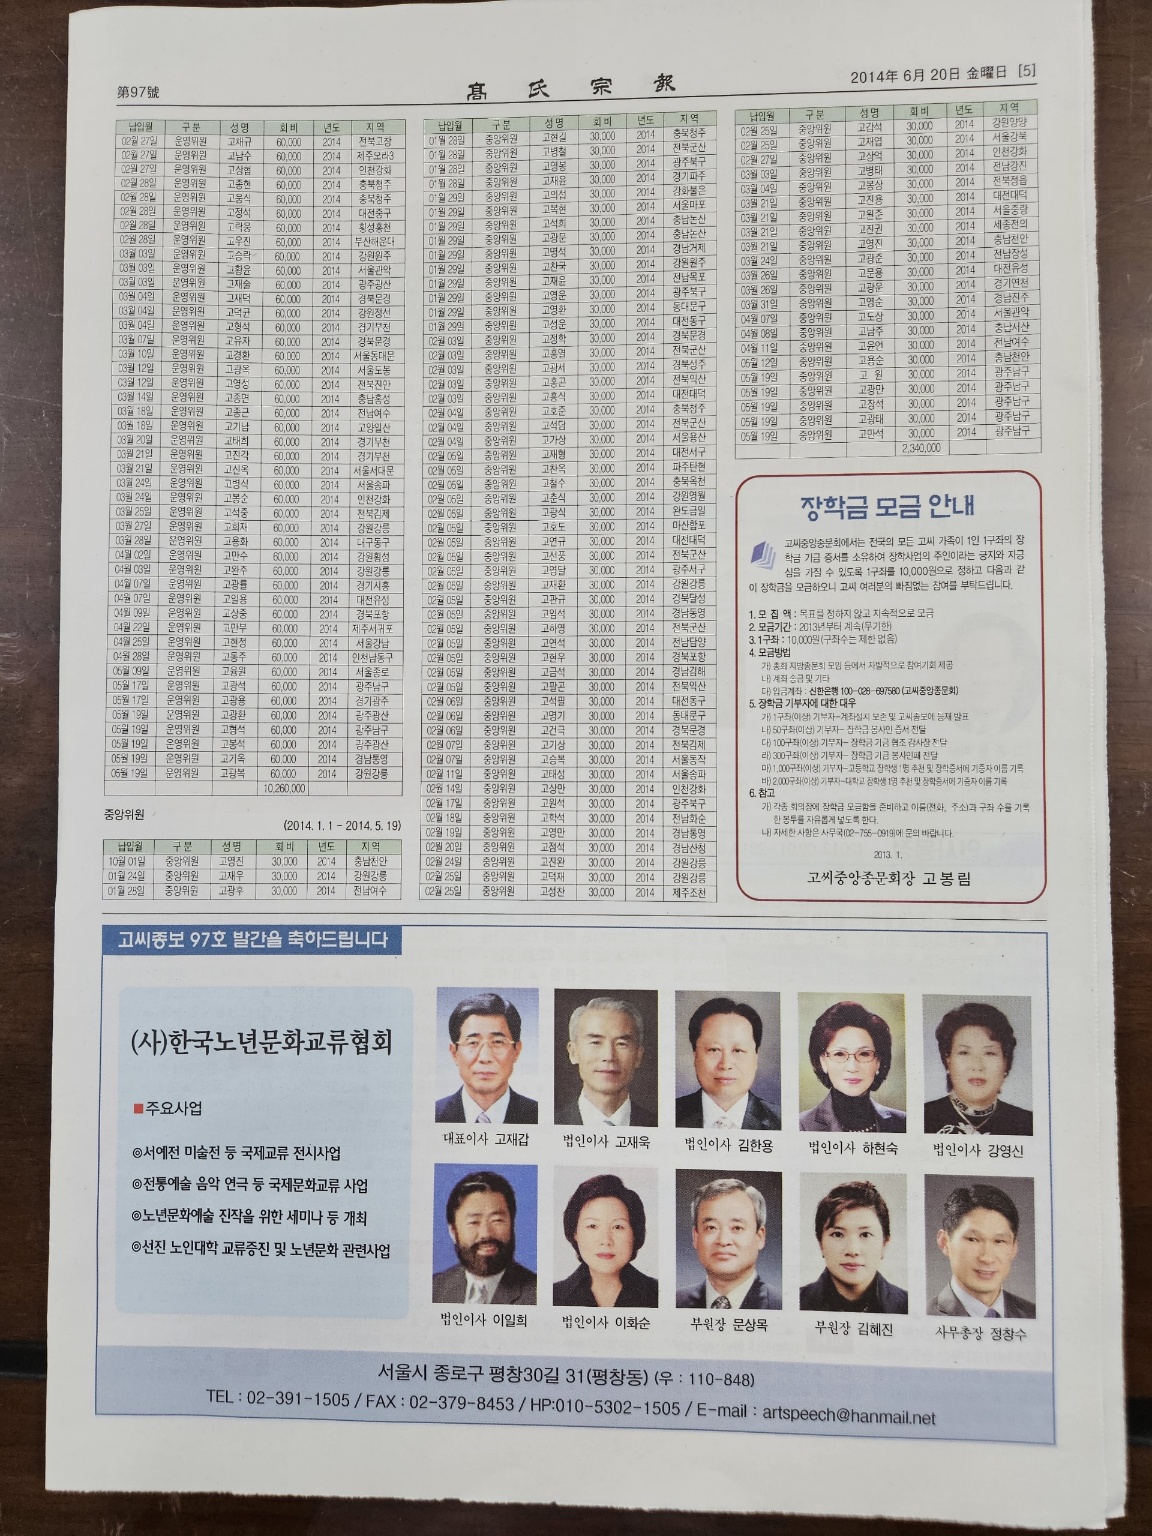 第97號
高氏宗報
2014年 6月 20日 金曜日 [5]
납입월 구분 성명 회비 년도 지역
02월 27일 운영위원 고재규 60,000 2014 전북고창
02월 27일 운영위원 고남수 60,000 2014 제주오라3
02월 27일 운영위원 고상엽 60,000 2014 인천강화
02월 28일 운영위원 고종현 60,000 2014 충북청주
02월 28일 운영위원 고봉식 60,000 2014 충북청주
02월 28일 운영위원 고정석 60,000 2014 대전중구
02월 28일 운영위원 고락웅 60,000 2014 횡성홍천
02월 28일 운영위원 고우진 60,000 2014 부산해운대
03월 03일 운영위원 고승락 60,000 2014 강원원주
03월 03일 운영위원 고황윤 60,000 2014 서울관악
03월 03일 운영위원 고재술 60,000 2014 광주광산
03월 04일 운영위원 고재덕 60,000 2014 경북문경
03월 04일 운영위원 고덕균 60,000 2014 강원정선
03월 04일 운영위원 고형석 60,000 2014 경기부천
03월 07일 운영위원 고유자 60,000 2014 경북문경
03월 10일 운영위원 고경환 60,000 2014 서울동대문
03월 12일 운영위원 고광옥 60,000 2014 서울도봉
03월 12일 운영위원 고영성 60,000 2014 전북진안
03월 14일 운영위원 고종면 60,000 2014 충남홍성
03월 18일 운영위원 고종근 60,000 2014 전남여수
03월 18일 운영위원 고기남 60,000 2014 고양일산
03월 20일 운영위원 고태희 60,000 2014 경기부천
03월 21일 운영위원 고진각 60,000 2014 경기부천
03월 21일 운영위원 고신옥 60,000 2014 서울서대문
03월 24일 운영위원 고병식 60,000 2014 서울송파
03월 24일 운영위원 고봉순 60,000 2014 인천강화
03월 25일 운영위원 고석중 60,000 2014 전북김제
03월 27일 운영위원 고희자 60,000 2014 강원강릉
03월 28일 운영위원 고용화 60,000 2014 대구동구
04월 02일 운영위원 고만수 60,000 2014 강원횡성
04월 03일 운영위원 고완주 60,000 2014 강원강릉
04월 07일 운영위원 고광률 60,000 2014 경기시흥
04월 07일 운영위원 고일용 60,000 2014 대전유성
04월 09일 운영위원 고상중 60,000 2014 경북포항
04월 22일 운영위원 고만부 60,000 2014 제주서귀포
04월 25일 운영위원 고현정 60,000 2014 서울강남
04월 28일 운영위원 고동주 60,000 2014 인천남동구
05월 09일 운영위원 고율원 60,000 2014 서울종로
05월 17일 운영위원 고광석 60,000 2014 광주남구
05월 17일 운영위원 고광용 60,000 2014 경기광주
05월 19일 운영위원 고광환 60,000 2014 광주광산
05월 19일 운영위원 고협석 60,000 2014 광주남구
05월 19일 운영위원 고봉석 60,000 2014 광주광산
05월 19일 운영위원 고기옥 60,000 2014 경남통영
05월 19일 운영위원 고광복 60,000 2014 강원강릉
10,260,000
중앙위원
(2014. 1. 1 - 2014. 5. 19)
납입월 구분 성명 회비 년도 지역
10월 01일 중앙위원 고영진 30,000 2014 충남천안
01월 24일 중앙위원 고재우 30,000 2014 강원강릉
01월 25일 중앙위원 고광호 30,000 2014 전남여수
납입월 구분 성명 회비 년도 지역
01월 28일 중앙위원 고현길 30,000 2014 충북청주
01월 28일 중앙위원 고병철 30,000 2014 전북군산
01월 28일 중앙위원 고영봉 30,000 2014 광주북구
01월 28일 중앙위원 고재윤 30,000 2014 경기파주
01월 29일 중앙위원 고의섭 30,000 2014 강화불은
01월 29일 중앙위원 고복현 30,000 2014 서울마포
01월 29일 중앙위원 고석희 30,000 2014 충남논산
01월 29일 중앙위원 고광문 30,000 2014 충남논산
01월 29일 중앙위원 고영석 30,000 2014 경남거제
01월 29일 중앙위원 고찬국 30,000 2014 강원원주
01월 29일 중앙위원 고재윤 30,000 2014 전남목포
01월 29일 중앙위원 고영운 30,000 2014 광주북구
01월 29일 중앙위원 고영환 30,000 2014 동대문구
01월 29일 중앙위원 고성운 30,000 2014 대전동구
02월 03일 중앙위원 고정학 30,000 2014 경북문경
02월 03일 중앙위원 고홍영 30,000 2014 전북군산
02월 03일 중앙위원 고광서 30,000 2014 경북상주
02월 03일 중앙위원 고홍곤 30,000 2014 전북익산
02월 03일 중앙위원 고홍식 30,000 2014 대전대덕
02월 04일 중앙위원 고호준 30,000 2014 충북청주
02월 04일 중앙위원 고석담 30,000 2014 전북군산
02월 04일 중앙위원 고가상 30,000 2014 서울용산
02월 05일 중앙위원 고재형 30,000 2014 대전서구
02월 05일 중앙위원 고찬옥 30,000 2014 파주탄현
02월 05일 중앙위원 고철수 30,000 2014 충북옥천
02월 05일 중앙위원 고춘식 30,000 2014 강원영월
02월 05일 중앙위원 고광식 30,000 2014 완도금일
02월 05일 중앙위원 고호도 30,000 2014 마산합포
02월 05일 중앙위원 고연규 30,000 2014 대전대덕
02월 05일 중앙위원 고선풍 30,000 2014 전북군산
02월 05일 중앙위원 고영달 30,000 2014 광주서구
02월 05일 중앙위원 고자환 30,000 2014 강원강릉
02월 05일 중앙위원 고관규 30,000 2014 경북달성
02월 05일 중앙위원 고임석 30,000 2014 경남통영
02월 05일 중앙위원 고하영 30,000 2014 전북군산
02월 05일 중앙위원 고연석 30,000 2014 전남담양
02월 05일 중앙위원 고현우 30,000 2014 경북포항
02월 05일 중앙위원 고금석 30,000 2014 경남김해
02월 05일 중앙위원 고팔곤 30,000 2014 전북익산
02월 06일 중앙위원 고석필 30,000 2014 대전동구
02월 06일 중앙위원 고명기 30,000 2014 동대문구
02월 06일 중앙위원 고건국 30,000 2014 경북문경
02월 07일 중앙위원 고기상 30,000 2014 전북김제
02월 07일 중앙위원 고승복 30,000 2014 서울동작
02월 11일 중앙위원 고태성 30,000 2014 서울송파
02월 14일 중앙위원 고상만 30,000 2014 인천강화
02월 17일 중앙위원 고원석 30,000 2014 광주북구
02월 18일 중앙위원 고학석 30,000 2014 전남화순
02월 19일 중앙위원 고영만 30,000 2014 경남통영
02월 20일 중앙위원 고점석 30,000 2014 경남산청
02월 24일 중앙위원 고진완 30,000 2014 강원강릉
02월 25일 중앙위원 고덕재 30,000 2014 강원강릉
02월 25일 중앙위원 고성찬 30,000 2014 제주조천
납입월 구분 성명 회비 년도 지역
02월 25일 중앙위원 고감석 30,000 2014 강원양양
02월 25일 중앙위원 고재엽 30,000 2014 서울강북
02월 27일 중앙위원 고상억 30,000 2014 인천강화
03월 03일 중앙위원 고병태 30,000 2014 전남강진
03월 04일 중앙위원 고봉상 30,000 2014 전북정읍
03월 21일 중앙위원 고진용 30,000 2014 대전대덕
03월 21일 중앙위원 고원준 30,000 2014 서울중랑
03월 21일 중앙위원 고진권 30,000 2014 세종전의
03월 21일 중앙위원 고영진 30,000 2014 충남천안
03월 24일 중앙위원 고광준 30,000 2014 전남장성
03월 26일 중앙위원 고문용 30,000 2014 대전유성
03월 26일 중앙위원 고광우 30,000 2014 경기연천
03월 31일 중앙위원 고영순 30,000 2014 경남진주
04월 07일 중앙위원 고도상 30,000 2014 서울관악
04월 08일 중앙위원 고남주 30,000 2014 충남서산
04월 11일 중앙위원 고윤연 30,000 2014 전남여수
05월 12일 중앙위원 고용순 30,000 2014 충남천안
05월 19일 중앙위원 고 원 30,000 2014 광주남구
05월 19일 중앙위원 고광만 30,000 2014 광주남구
05월 19일 중앙위원 고장석 30,000 2014 광주남구
05월 19일 중앙위원 고광태 30,000 2014 광주남구
05월 19일 중앙위원 고만석 30,000 2014 광주남구
2,340,000
장학금 모금 안내
고씨중앙종문회에서는 전국의 모든 고씨 가족이 1인 1구좌의 장
학금 기금 증서를 소유하여 장학사업의 주인이라는 긍지와 자긍
심을 가질 수 있도록 1구좌를 10,000원으로 정하고 다음과 같
이 장학금을 모금하오니 고씨 여러분의 빠짐없는 참여를 부탁드립니다.
1. 모 집 액 : 목표를 정하지 않고 지속적으로 모금
2. 모금기간 : 2013년부터 계속(무기한)
3. 1구좌 : 10,000원(구좌수는 제한 없음)
4. 모금방법
가) 총회 지방종문회 모임 등에서 자발적으로 참여기회 제공
나) 계좌 송금 및 기타
다) 입금계좌 : 신한은행 100-028-697580 (고씨중앙종문회)
5. 장학금 기부자에 대한 대우
가) 1구좌(이상) 기부자-계좌설치 보존 및 고씨종보에 등재 발표
나) 50구좌(이상) 기부자- 장학금 봉사민 증서 전달
다) 100구좌(이상) 기부자- 장학금 기금 협조 감사장 전달
라) 300구좌(이상) 기부자- 장학금 기금 봉사민패 전달
마) 1,000구좌(이상) 기부자-고등학교 장학생 1명 추천 및 장학증서에 기증자 이름 기록
바) 2,000구좌(이상) 기부자-대학교 장학생 1명 추천 및 장학증서에 기증자 이름 기록
6. 참고
가) 각종 회의장에 장학금 모금함을 준비하고 이름(전화, 주소)과 구좌 수를 기록
한 봉투를 자유롭게 넣도록 한다.
나) 자세한 사항은 사무국(02-755-0919)에 문의 바랍니다.
2013. 1.
고씨중앙종문회장 고봉림
고씨종보 97호 발간을 축하드립니다
(사)한국노년문화교류협회
■주요사업
◎서예전 미술전 등 국제교류 전시사업
◎전통예술 음악 연극 등 국제문화교류 사업
◎노년문화예술 진작을 위한 세미나 등 개최
◎선진 노인대학 교류증진 및 노년문화 관련사업
대표이사 고재갑
법인이사 고재욱
법인이사 김한용
법인이사 하현숙
법인이사 강영신
법인이사 이일희
법인이사 이화순
부원장 문상목
부원장 김혜진
사무총장 정창수
서울시 종로구 평창30길 31(평창동) (우 : 110-848)
TEL : 02-391-1505 / FAX : 02-379-8453 / HP:010-5302-1505 / E-mail : artspeech@hanmail.net